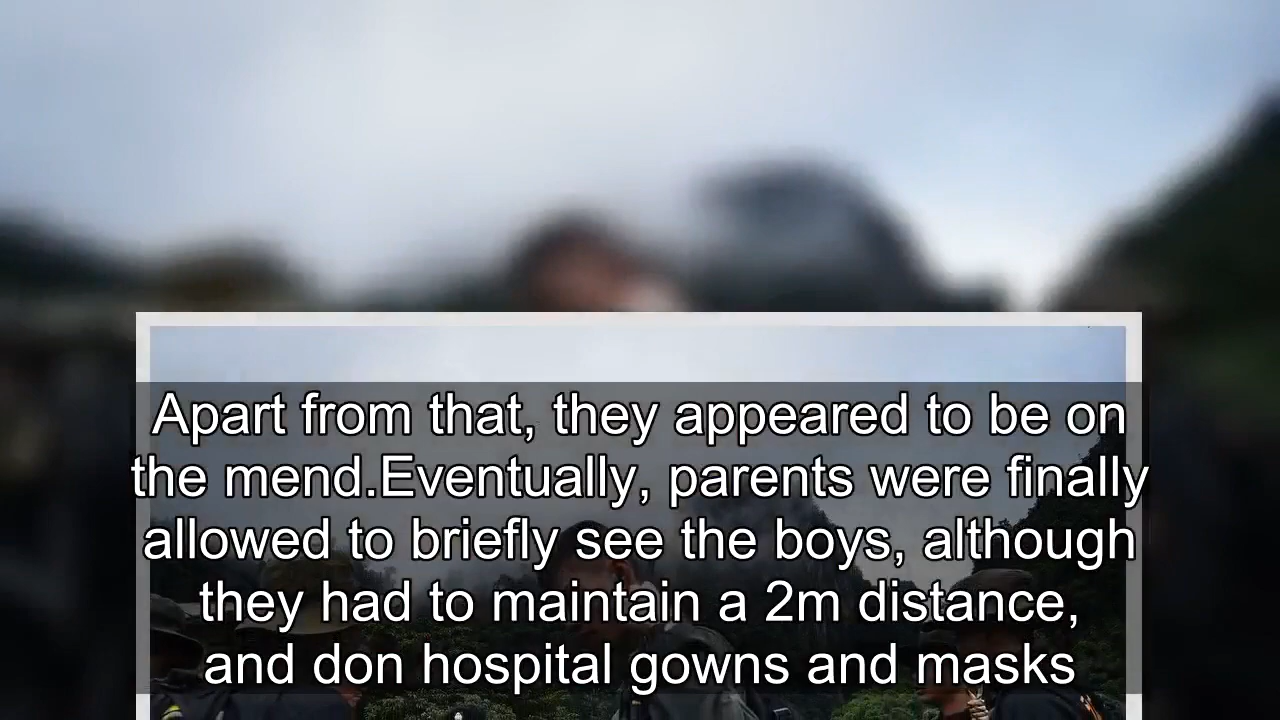 Apart from that, they appeared to be on
the mend.Eventually, parents were finally
allowed to briefly see the boys, although
they had to maintain a 2m distance,
and don hospital gowns and masks